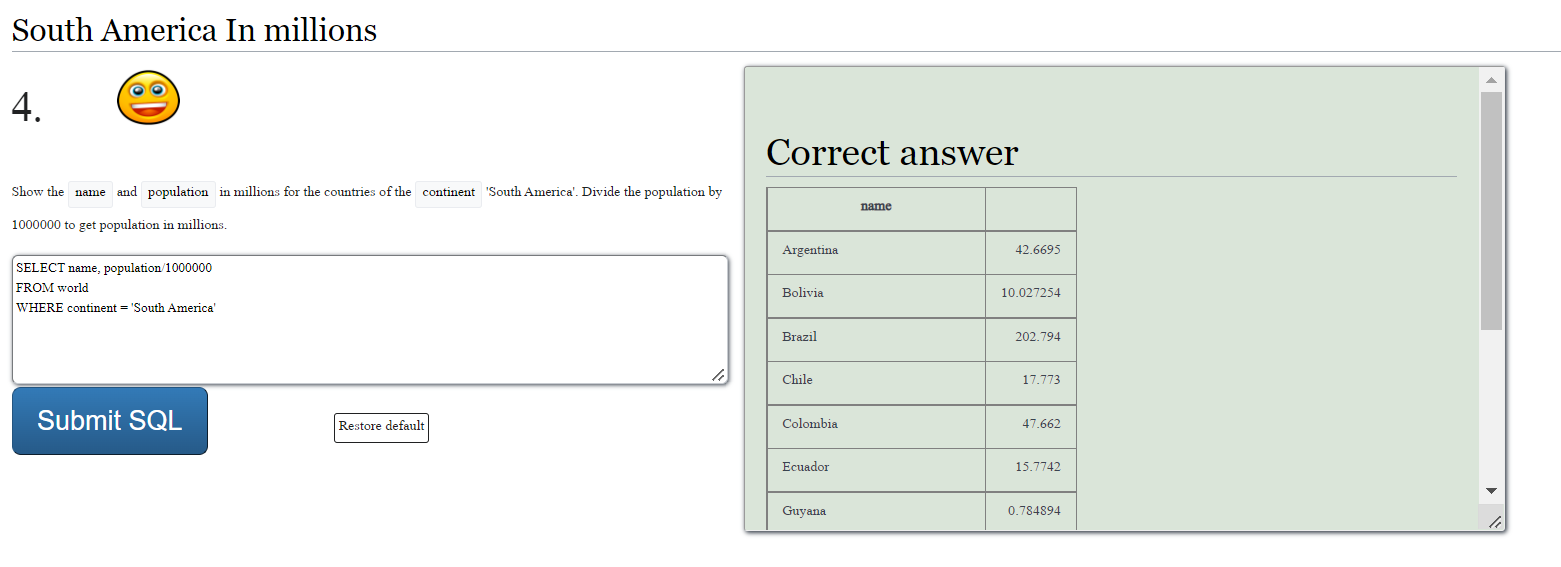 South America In millions
4.
Show the name and population in millions for the countries of the continent 'South America'. Divide the population by
1000000 to get population in millions.
SELECT name, population/1000000
FROM world
WHERE continent = 'South America'
Submit SQL
Restore default
Correct answer
name
Argentina 42.6695
Bolivia 10.027254
Brazil 202.794
Chile 17.773
Colombia 47.662
Ecuador 15.7742
Guyana 0.784894